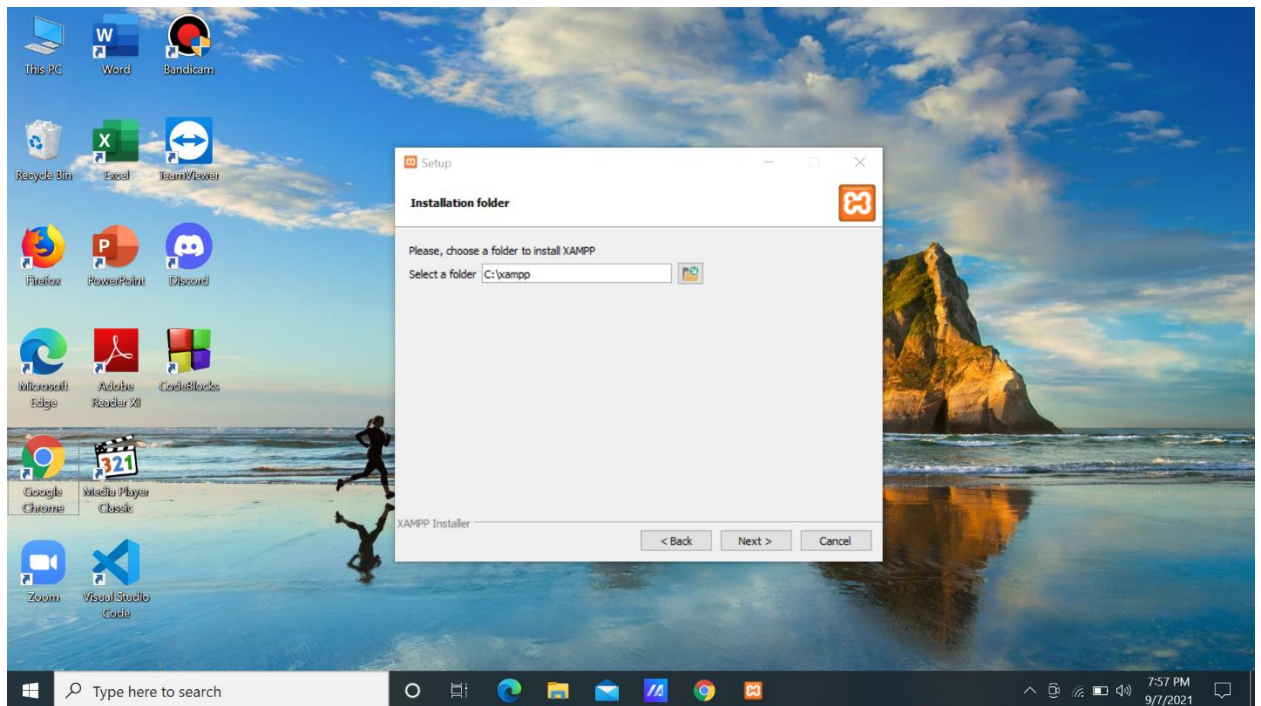 This PC
Word
Bandicam
Recycle Bin
Excel
TeamViewer
Firefox
PowerPoint
Discord
Microsoft
Edge
Adobe
Reader XI
CodeBlocks
Google
Chrome
321
Media Player
Classic
Zoom
Visual Studio
Code
Setup
Installation folder
Please, choose a folder to install XAMPP
Select a folder C:\xampp
XAMPP Installer
< Back Next > Cancel
Type here to search
7:57 PM
9/7/2021